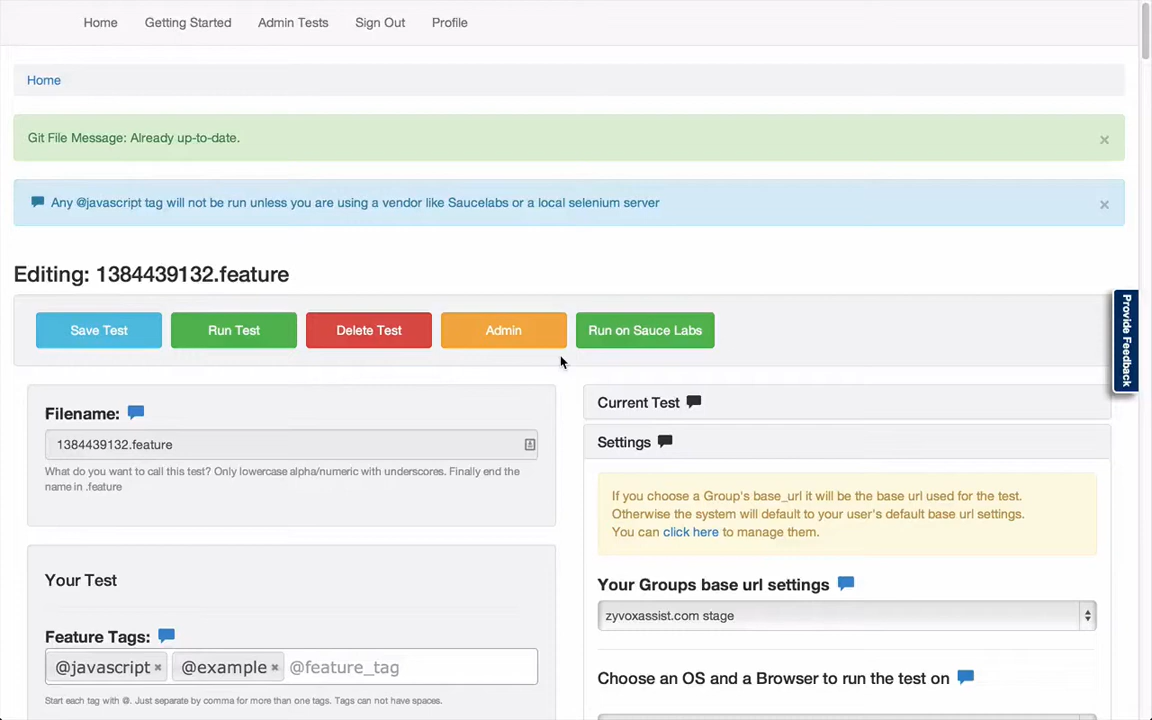 Home Getting Started Admin Tests Sign Out Profile
Home
Git File Message: Already up-to-date.
×
Any @javascript tag will not be run unless you are using a vendor like Saucelabs or a local selenium server
×
Editing: 1384439132.feature
Save Test Run Test Delete Test Admin Run on Sauce Labs
Provide Feedback
Filename:
1384439132.feature
What do you want to call this test? Only lowercase alpha/numeric with underscores. Finally end the
name in .feature
Your Test
Feature Tags:
@javascript × @example × @feature_tag
Start each tag with @. Just separate by comma for more than one tags. Tags can not have spaces.
Current Test
Settings
If you choose a Group's base_url it will be the base url used for the test.
Otherwise the system will default to your user's default base url settings.
You can click here to manage them.
Your Groups base url settings
zyvoxassist.com stage
Choose an OS and a Browser to run the test on